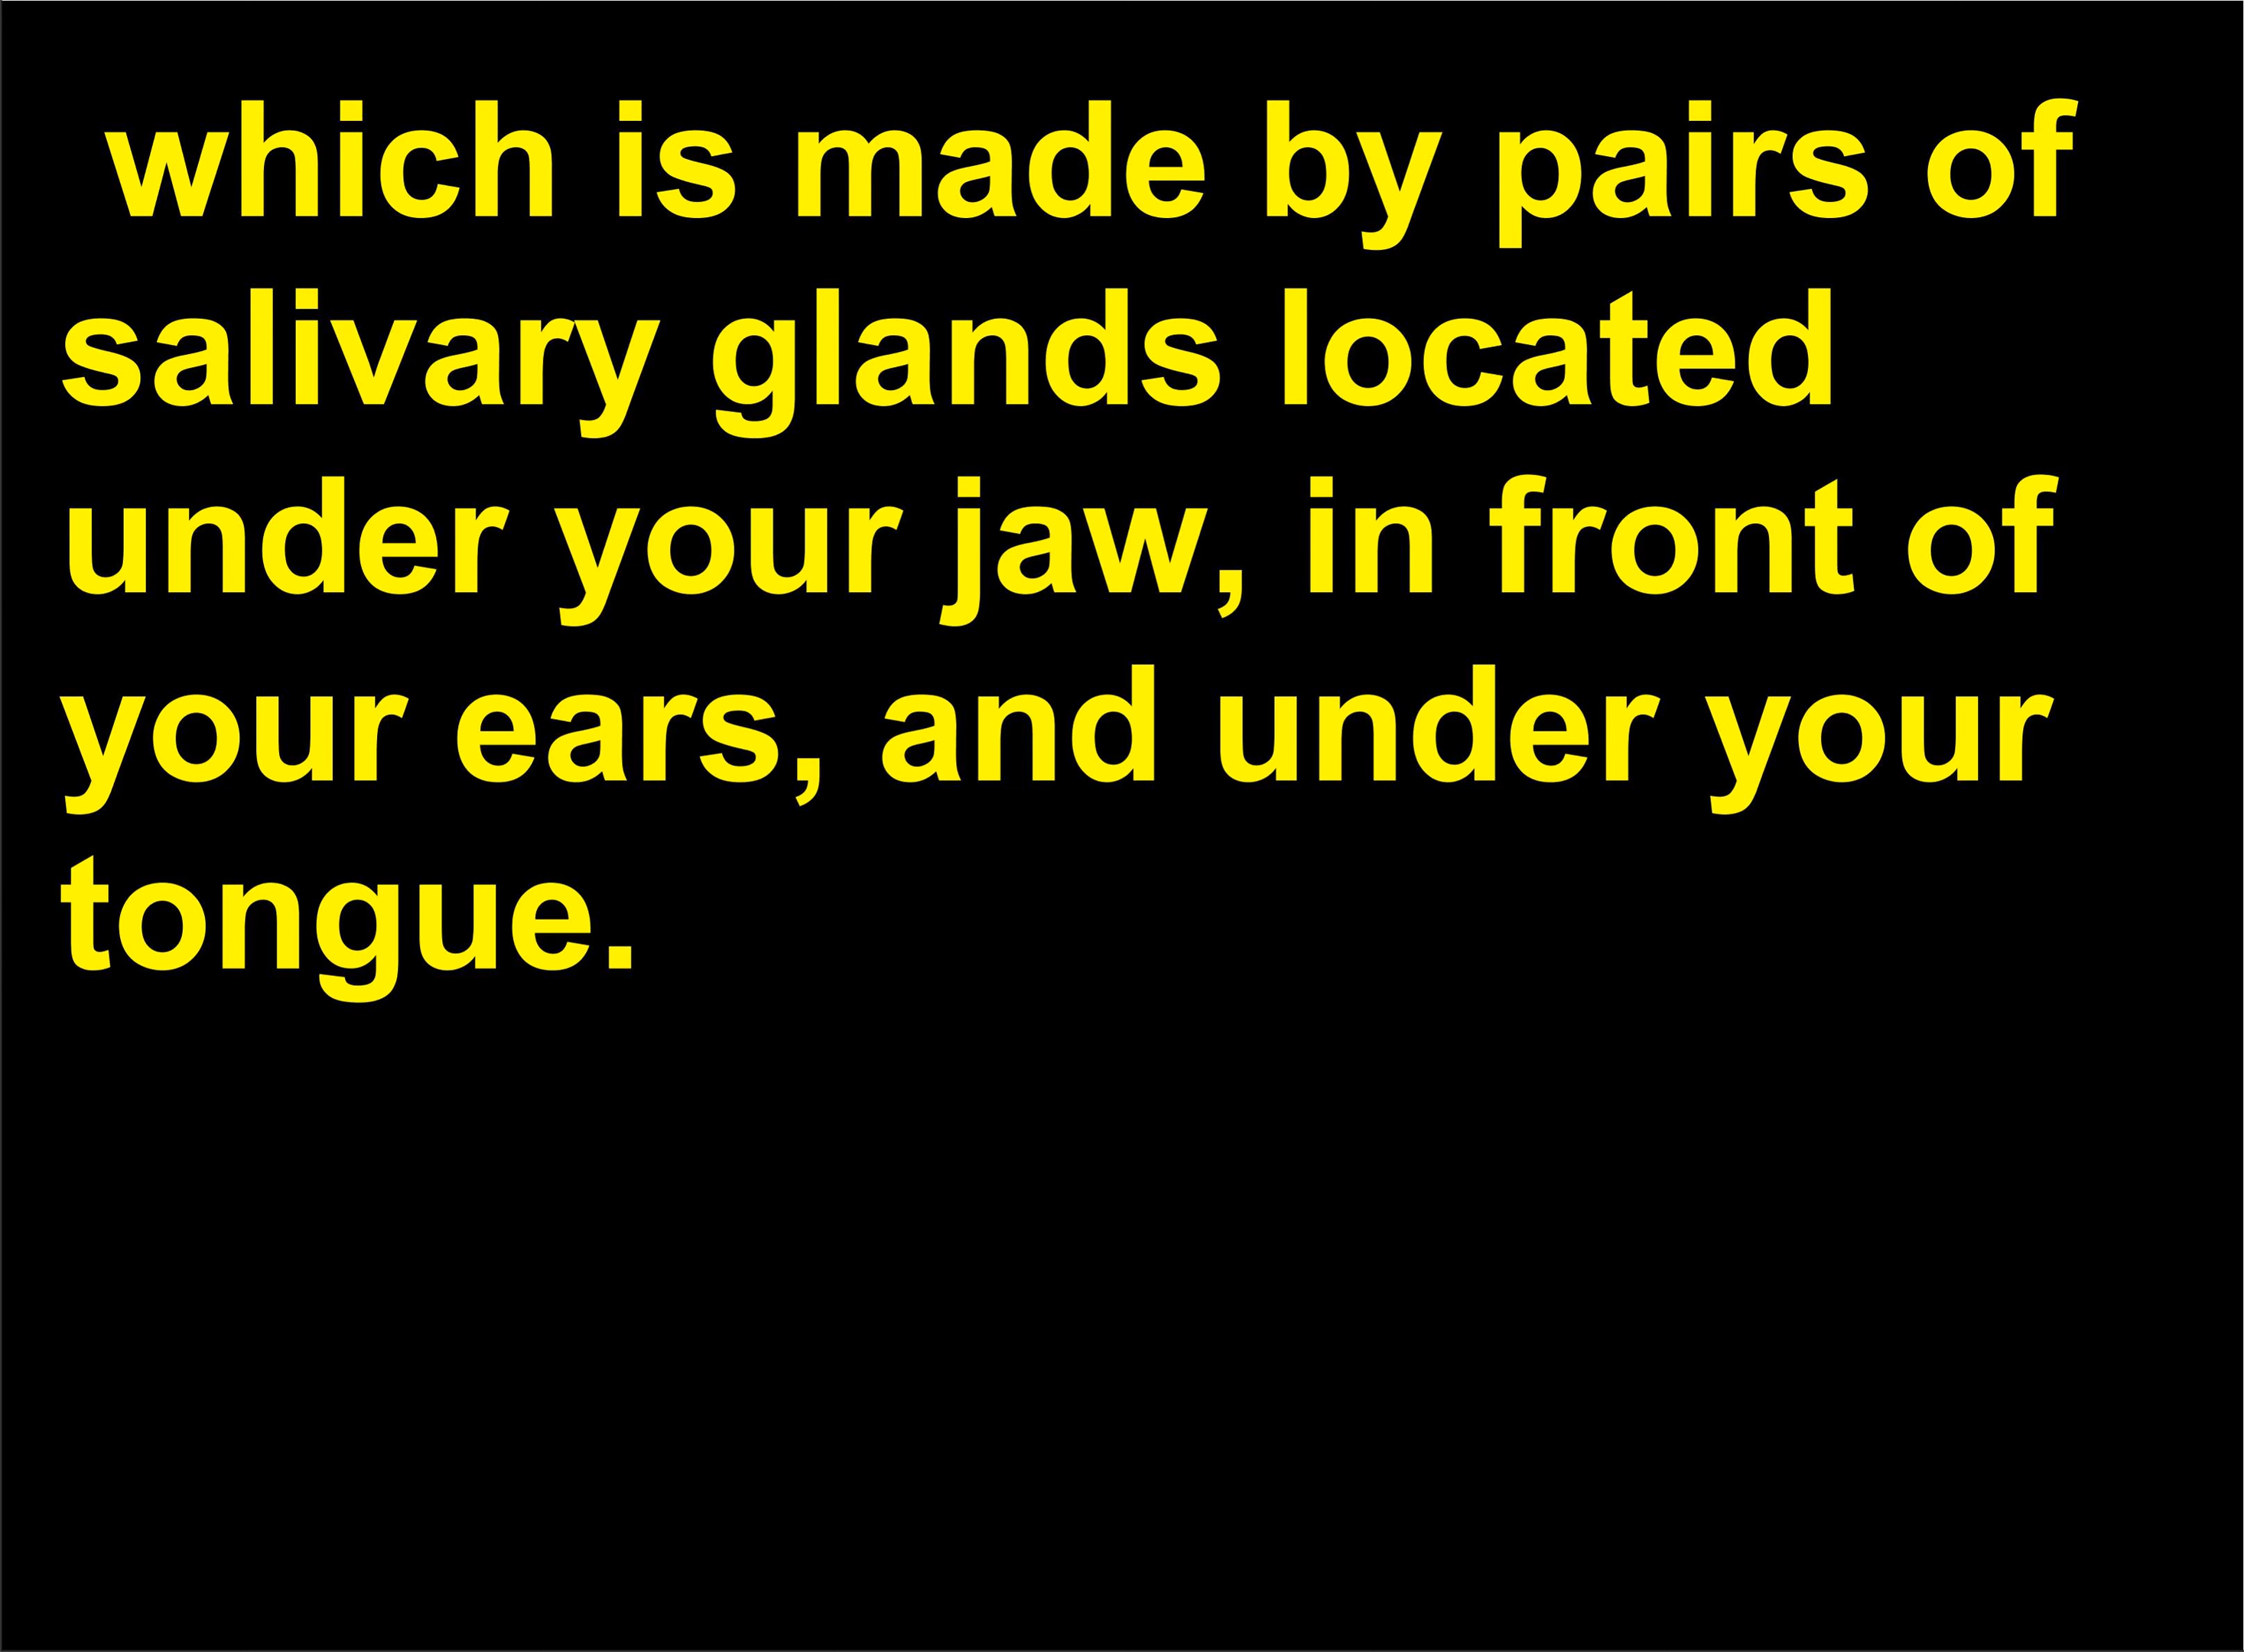 which is made by pairs of
salivary glands located
under your jaw, in front of
your ears, and under your
tongue.